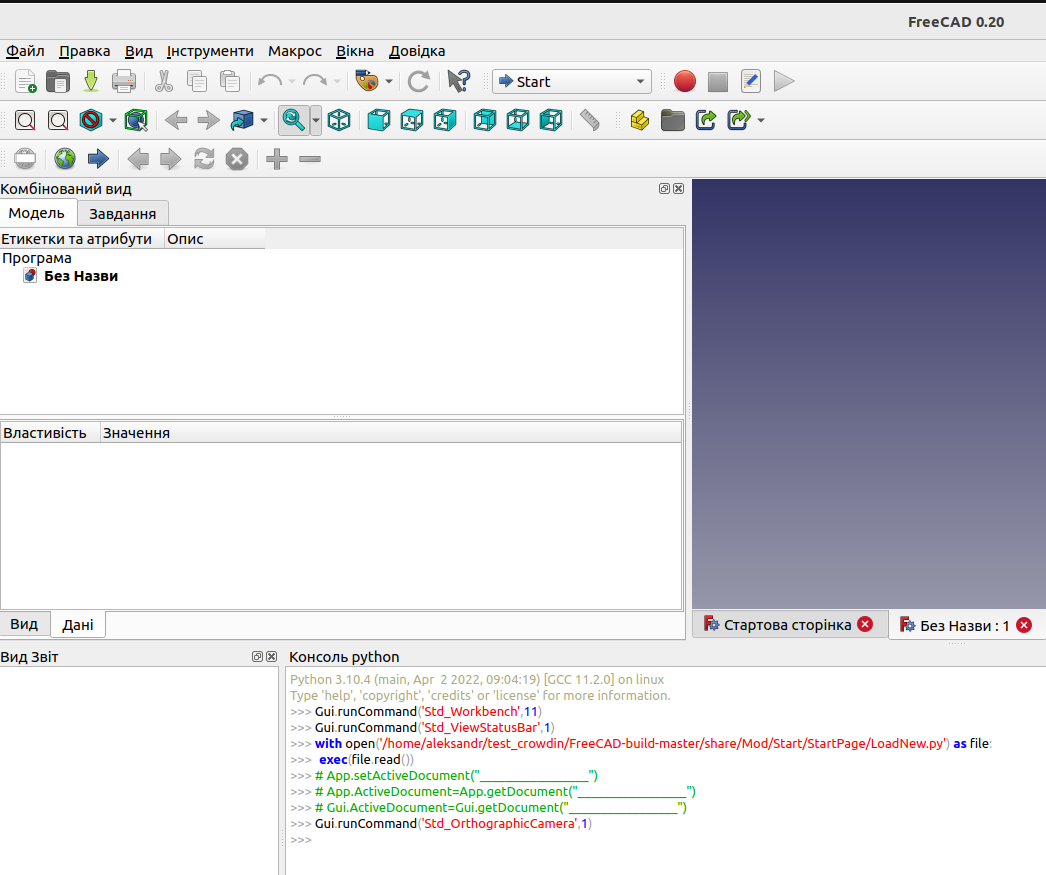 FreeCAD 0.20
Файл Правка Вид Інструменти Макрос Вікна Довідка
Start
Комбінований вид
Модель Завдання
Етикетки та атрибути Опис
Програма
Без Назви
Властивість Значення
Вид Дані
Стартова сторінка Без Назви : 1
Вид Звіт
Консоль python
Python 3.10.4 (main, Apr  2 2022, 09:04:19) [GCC 11.2.0] on linux
Type 'help', 'copyright', 'credits' or 'license' for more information.
>>> Gui.runCommand('Std_Workbench',11)
>>> Gui.runCommand('Std_ViewStatusBar',1)
>>> with open('/home/aleksandr/test_crowdin/FreeCAD-build-master/share/Mod/Start/StartPage/LoadNew.py') as file:
>>>  exec(file.read())
>>> # App.setActiveDocument("___________________")
>>> # App.ActiveDocument=App.getDocument("___________________")
>>> # Gui.ActiveDocument=Gui.getDocument("___________________")
>>> Gui.runCommand('Std_OrthographicCamera',1)
>>>